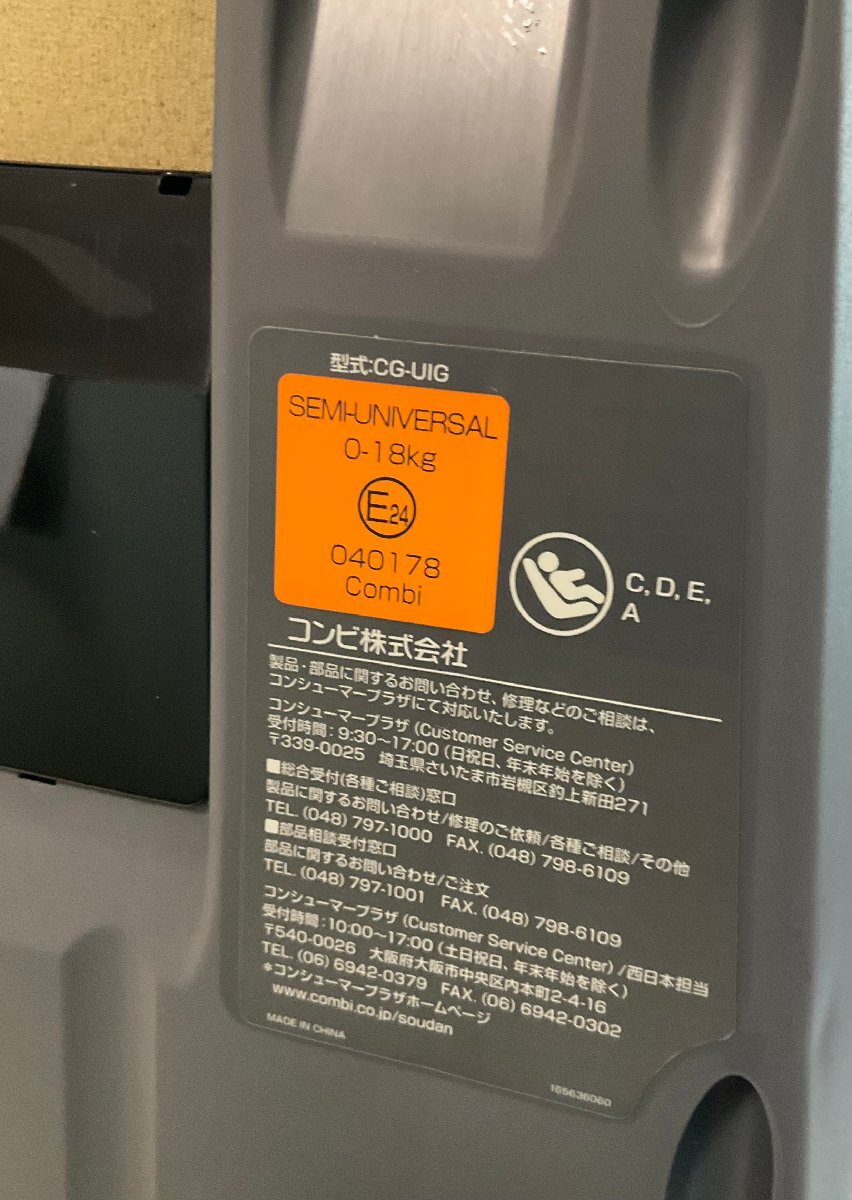 型式:CG-UIG
SEMI-UNIVERSAL
0-18kg
E24
040178
Combi
C, D, E,
A
コンビ株式会社
製品・部品に関するお問い合わせ、修理などのご相談は、
コンシューマープラザにて対応いたします。
コンシューマープラザ (Customer Service Center)
受付時間：9:30～17:00 (日祝日、年末年始を除く)
〒339-0025 埼玉県さいたま市岩槻区釣上新田271
■総合受付(各種ご相談)窓口
製品に関するお問い合わせ/修理のご依頼/各種ご相談/その他
TEL. (048) 797-1000 FAX. (048) 798-6109
■部品相談受付窓口
部品に関するお問い合わせ/ご注文
TEL. (048) 797-1001 FAX. (048) 798-6109
コンシューマープラザ (Customer Service Center) /西日本担当
受付時間：10:00～17:00 (土日祝日、年末年始を除く)
〒540-0026 大阪府大阪市中央区内本町2-4-16
TEL. (06) 6942-0379 FAX. (06) 6942-0302
*コンシューマープラザホームページ
www.combi.co.jp/soudan
MADE IN CHINA
165636060